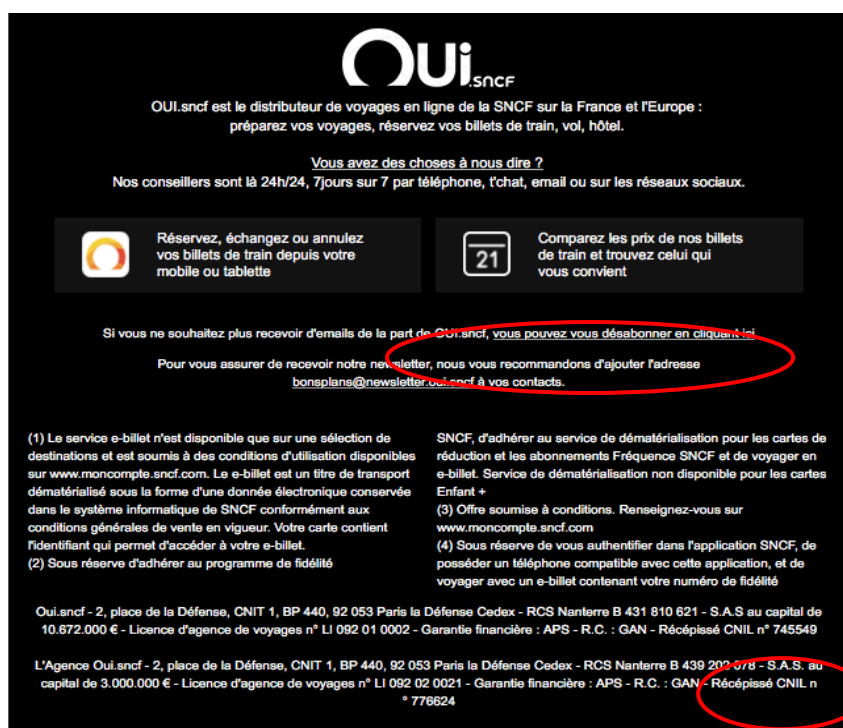 OUi.sncf
OUI.sncf est le distributeur de voyages en ligne de la SNCF sur la France et l'Europe :
préparez vos voyages, réservez vos billets de train, vol, hôtel.
Vous avez des choses à nous dire ?
Nos conseillers sont là 24h/24, 7jours sur 7 par téléphone, t'chat, email ou sur les réseaux sociaux.
Réservez, échangez ou annulez
vos billets de train depuis votre
mobile ou tablette
21
Comparez les prix de nos billets
de train et trouvez celui qui
vous convient
Si vous ne souhaitez plus recevoir d'emails de la part de OUI.sncf, vous pouvez vous désabonner en cliquant ici
Pour vous assurer de recevoir notre newsletter, nous vous recommandons d'ajouter l'adresse
bonsplans@newsletter.oui.sncf à vos contacts.
(1) Le service e-billet n'est disponible que sur une sélection de
destinations et est soumis à des conditions d'utilisation disponibles
sur www.moncompte.sncf.com. Le e-billet est un titre de transport
dématérialisé sous la forme d'une donnée électronique conservée
dans le système informatique de SNCF conformément aux
conditions générales de vente en vigueur. Votre carte contient
l'identifiant qui permet d'accéder à votre e-billet.
(2) Sous réserve d'adhérer au programme de fidélité
SNCF, d'adhérer au service de dématérialisation pour les cartes de
réduction et les abonnements Fréquence SNCF et de voyager en
e-billet. Service de dématérialisation non disponible pour les cartes
Enfant +
(3) Offre soumise à conditions. Renseignez-vous sur
www.moncompte.sncf.com
(4) Sous réserve de vous authentifier dans l'application SNCF, de
posséder un téléphone compatible avec cette application, et de
voyager avec un e-billet contenant votre numéro de fidélité
Oui.sncf - 2, place de la Défense, CNIT 1, BP 440, 92 053 Paris la Défense Cedex - RCS Nanterre B 431 810 621 - S.A.S au capital de
10.672.000 € - Licence d'agence de voyages n° LI 092 01 0002 - Garantie financière : APS - R.C. : GAN - Récépissé CNIL n° 745549
L'Agence Oui.sncf - 2, place de la Défense, CNIT 1, BP 440, 92 053 Paris la Défense Cedex - RCS Nanterre B 439 202 078 - S.A.S. au
capital de 3.000.000 € - Licence d'agence de voyages n° LI 092 02 0021 - Garantie financière : APS - R.C. : GAN - Récépissé CNIL n
° 776624